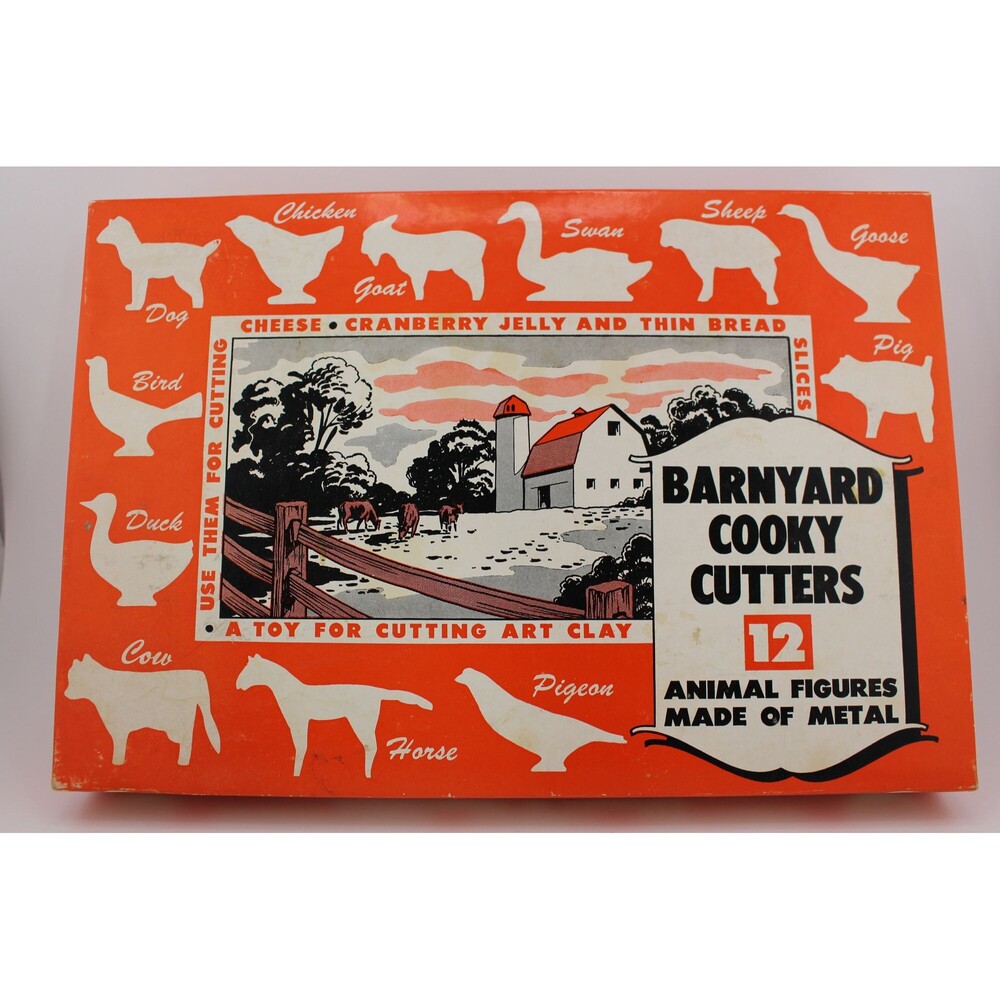 Chicken
Sheep
Swan
Goose
Goat
Dog
Pig
Bird
Duck
Cow
Horse
Pigeon
USE THEM FOR CUTTING
CHEESE • CRANBERRY JELLY AND THIN BREAD
SLICES
• A TOY FOR CUTTING ART CLAY
BARNYARD
COOKY
CUTTERS
12
ANIMAL FIGURES
MADE OF METAL